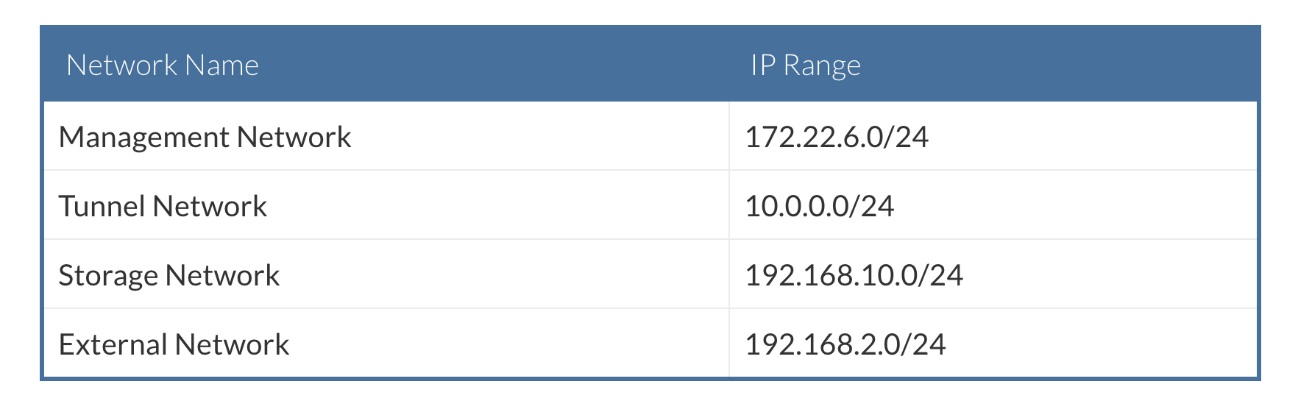 Network Name IP Range
Management Network 172.22.6.0/24
Tunnel Network 10.0.0.0/24
Storage Network 192.168.10.0/24
External Network 192.168.2.0/24